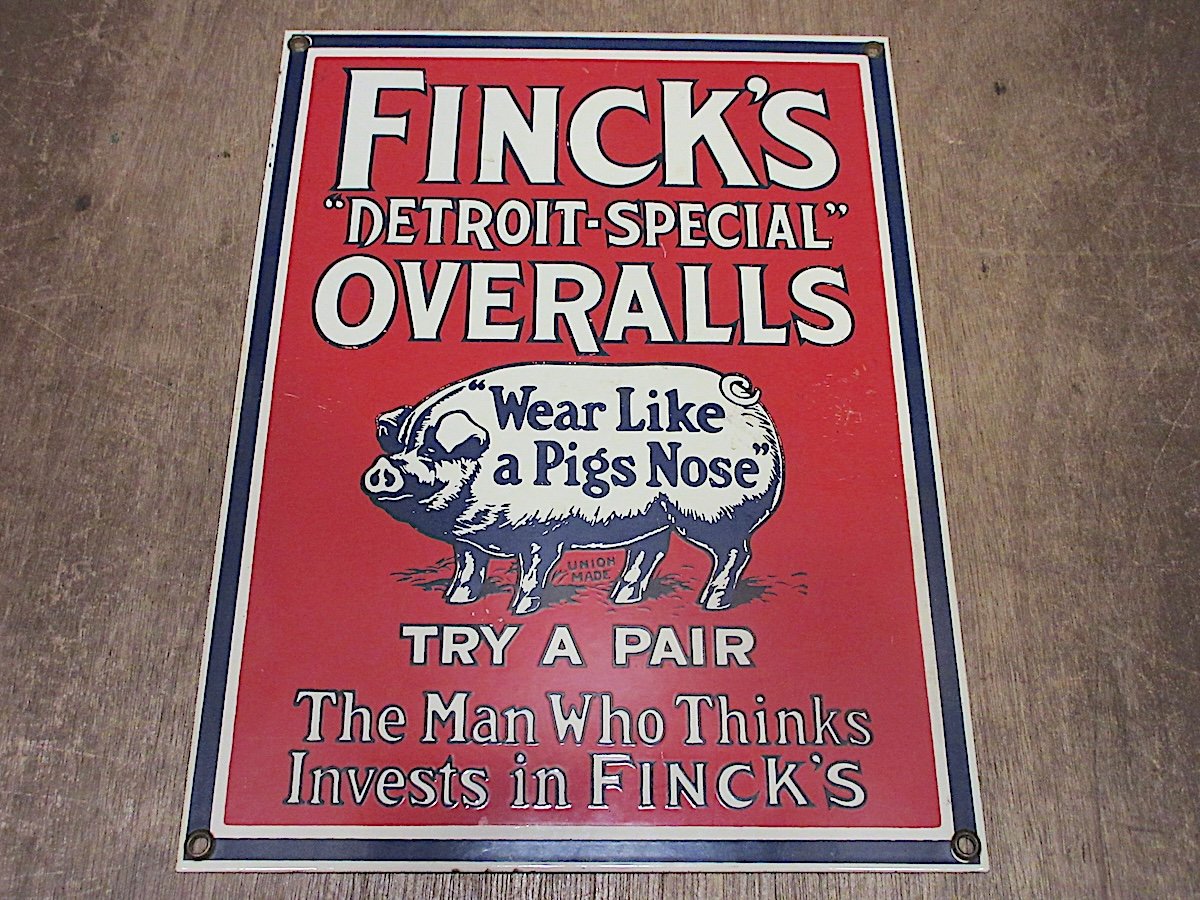 FINCK'S
"DETROIT-SPECIAL"
OVERALLS
"Wear Like
a Pigs Nose"
UNION
MADE
TRY A PAIR
The Man Who Thinks
Invests in FINCK'S